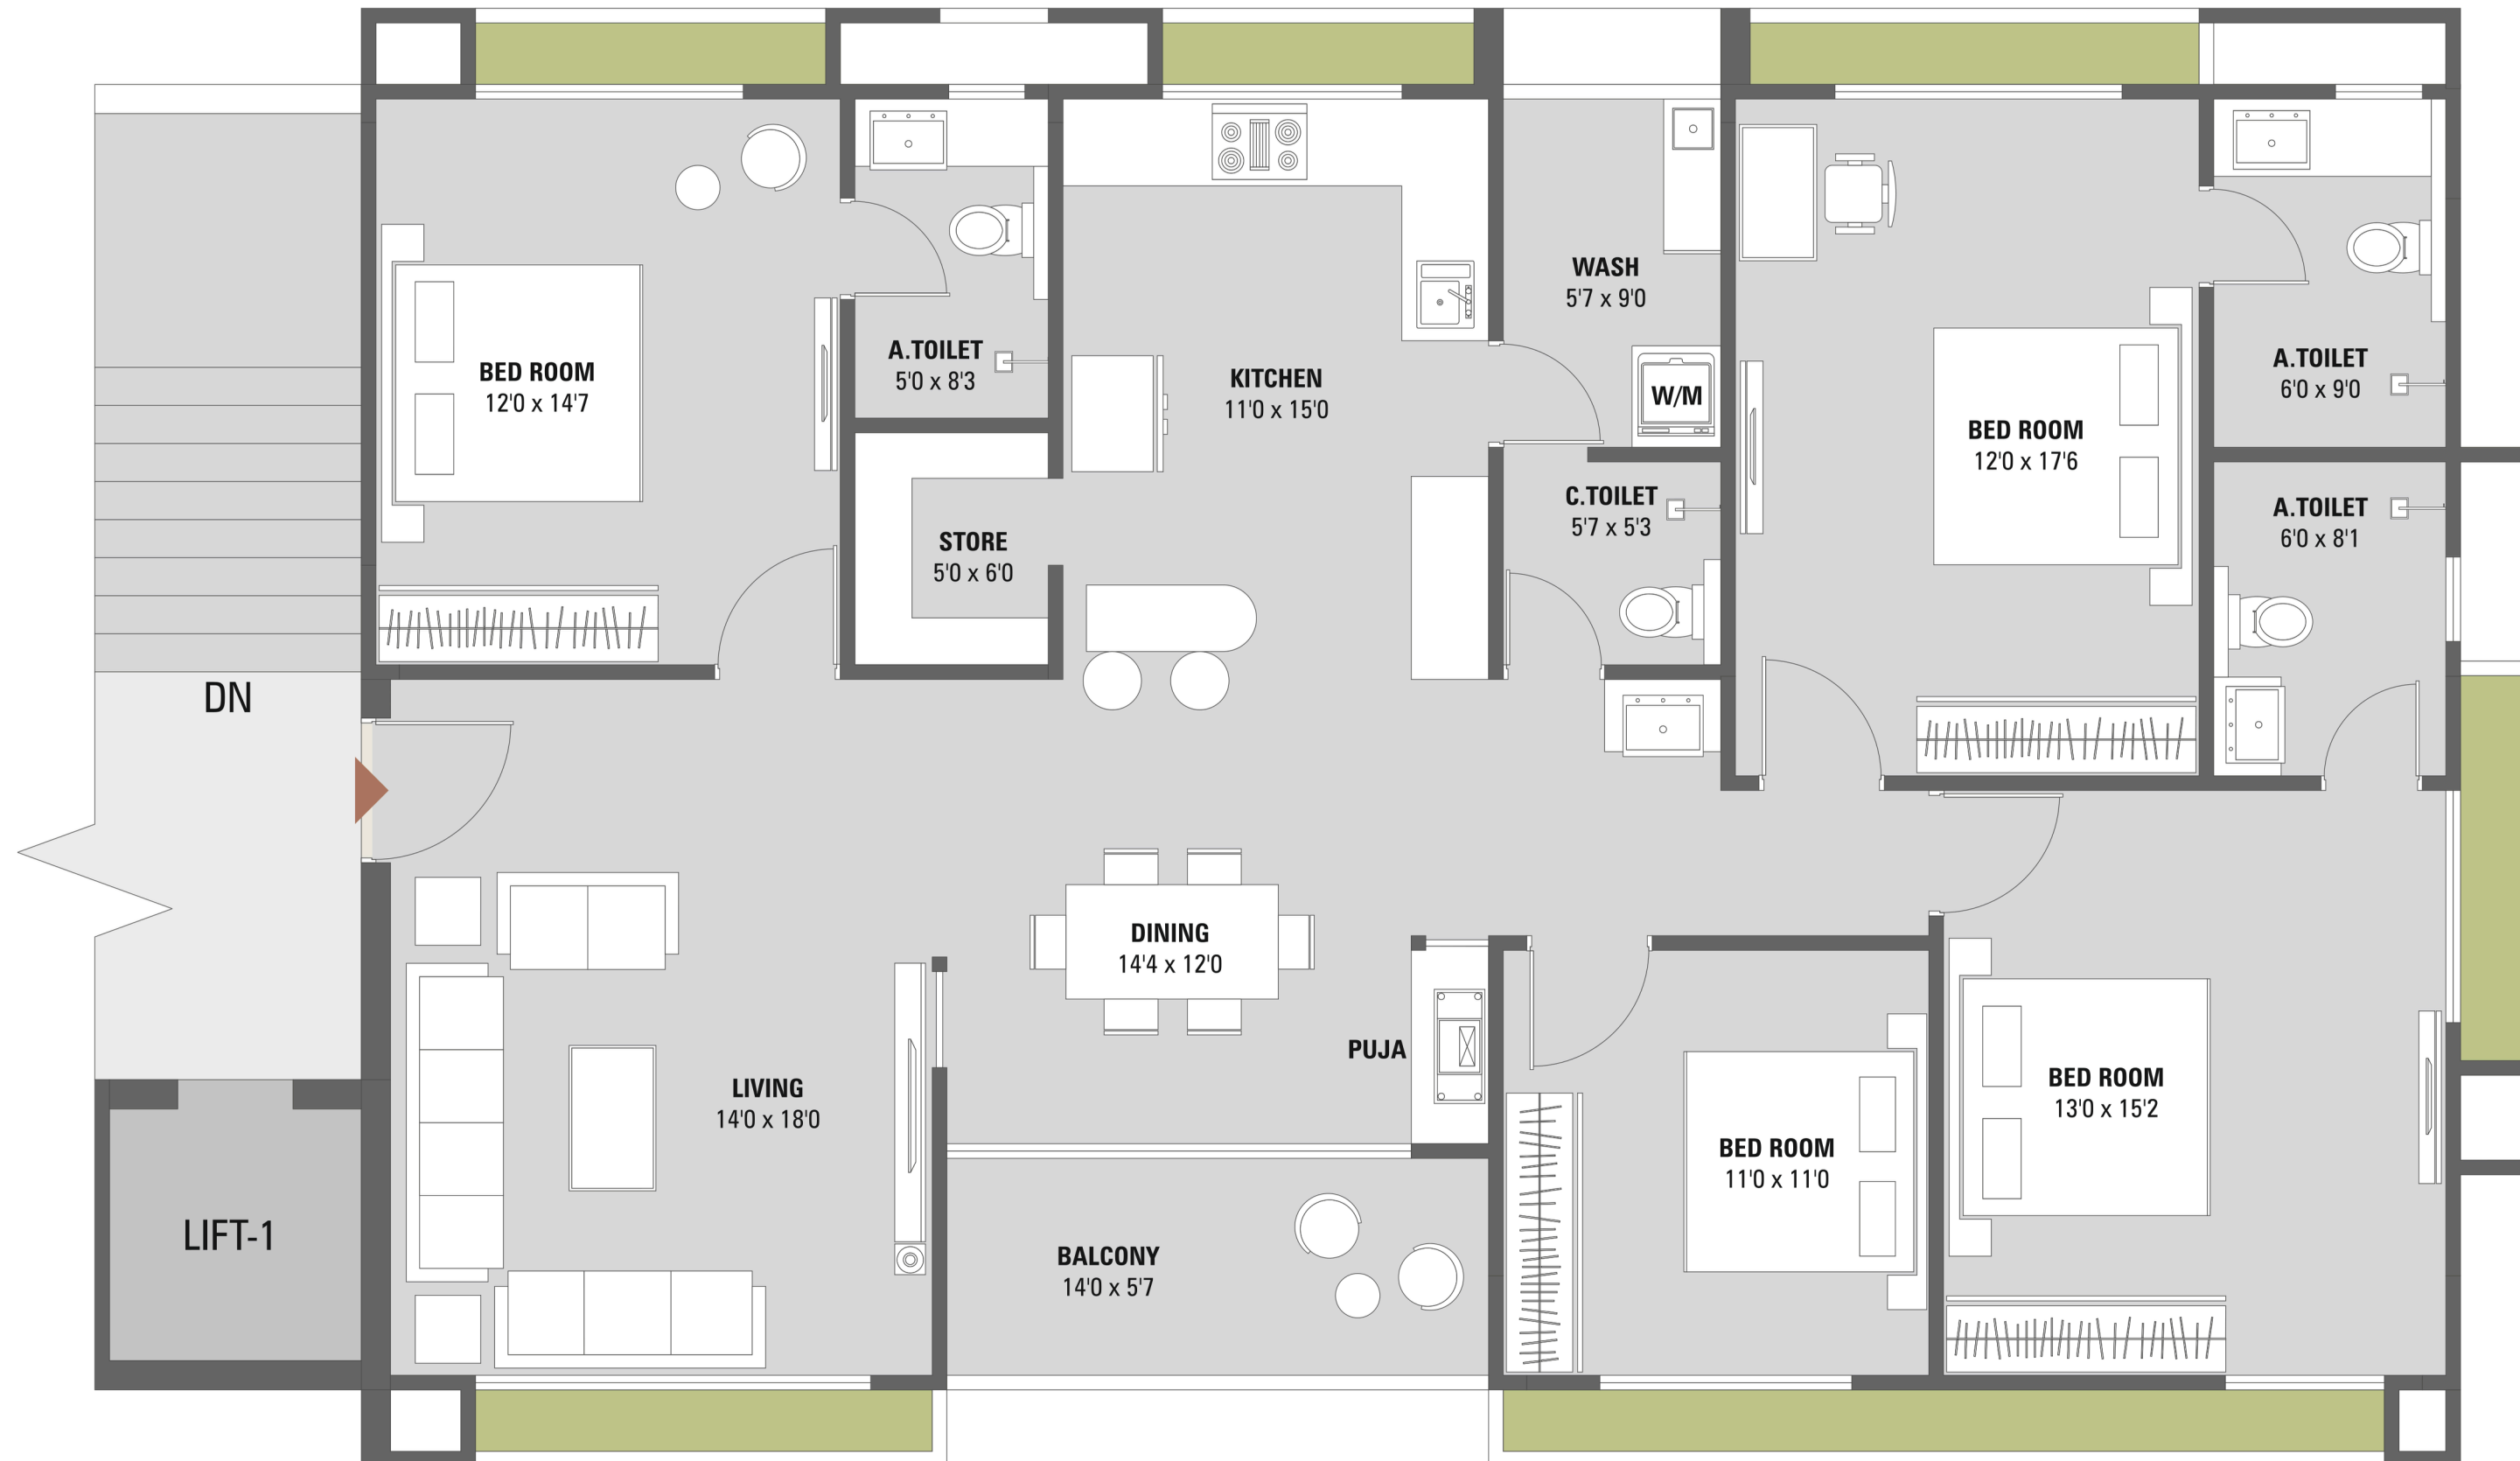 WASH
5'7 x 9'0
A.TOILET
5'0 x 8'3
A.TOILET
6'0 x 9'0
BED ROOM
12'0 x 14'7
KITCHEN
11'0 x 15'0
W/M
BED ROOM
12'0 x 17'6
C.TOILET
5'7 x 5'3
A.TOILET
6'0 x 8'1
STORE
5'0 x 6'0
DN
DINING
14'4 x 12'0
PUJA
LIVING
14'0 x 18'0
BED ROOM
13'0 x 15'2
BED ROOM
11'0 x 11'0
LIFT-1
BALCONY
14'0 x 5'7